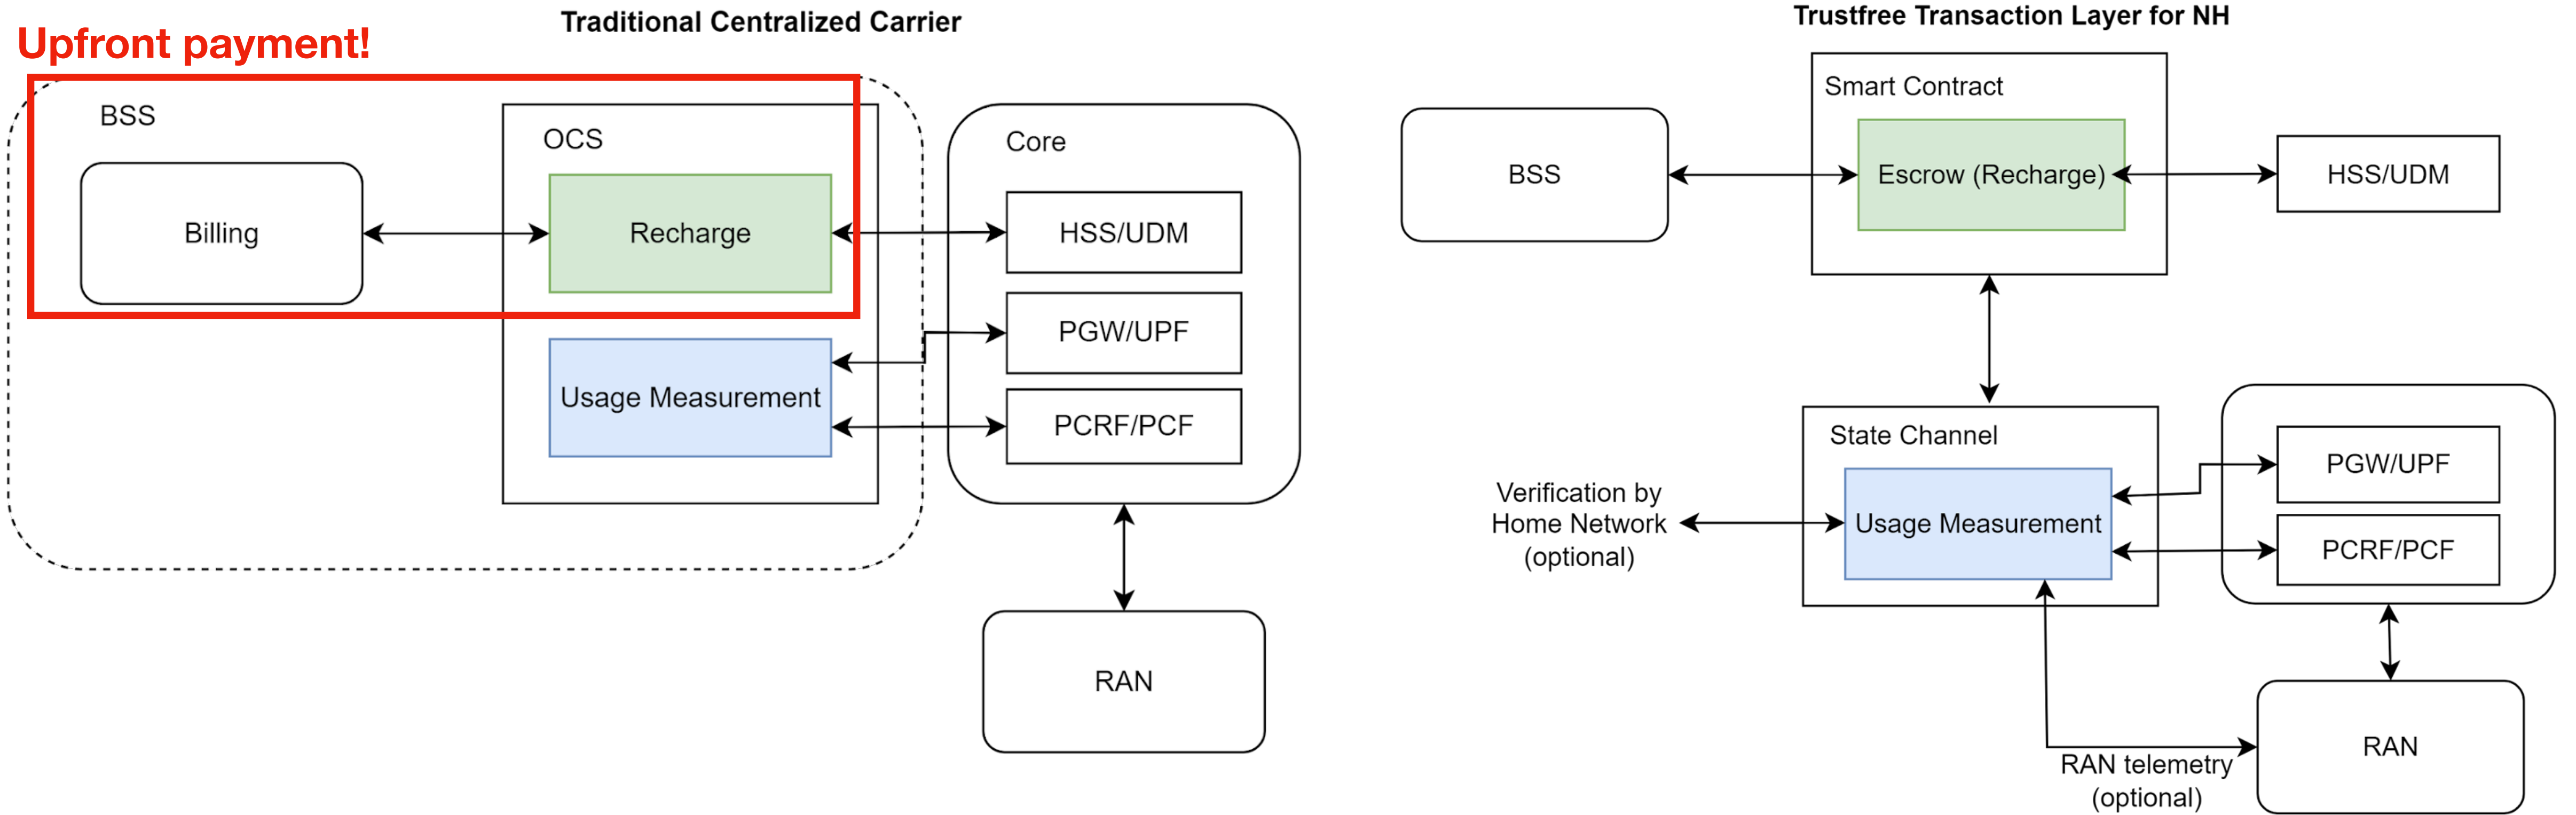 Traditional Centralized Carrier
Upfront payment!
BSS
Billing
OCS
Recharge
Usage Measurement
Core
HSS/UDM
PGW/UPF
PCRF/PCF
RAN
Trustfree Transaction Layer for NH
BSS
Smart Contract
Escrow (Recharge)
HSS/UDM
State Channel
Verification by
Home Network
(optional)
Usage Measurement
PGW/UPF
PCRF/PCF
RAN telemetry
(optional)
RAN